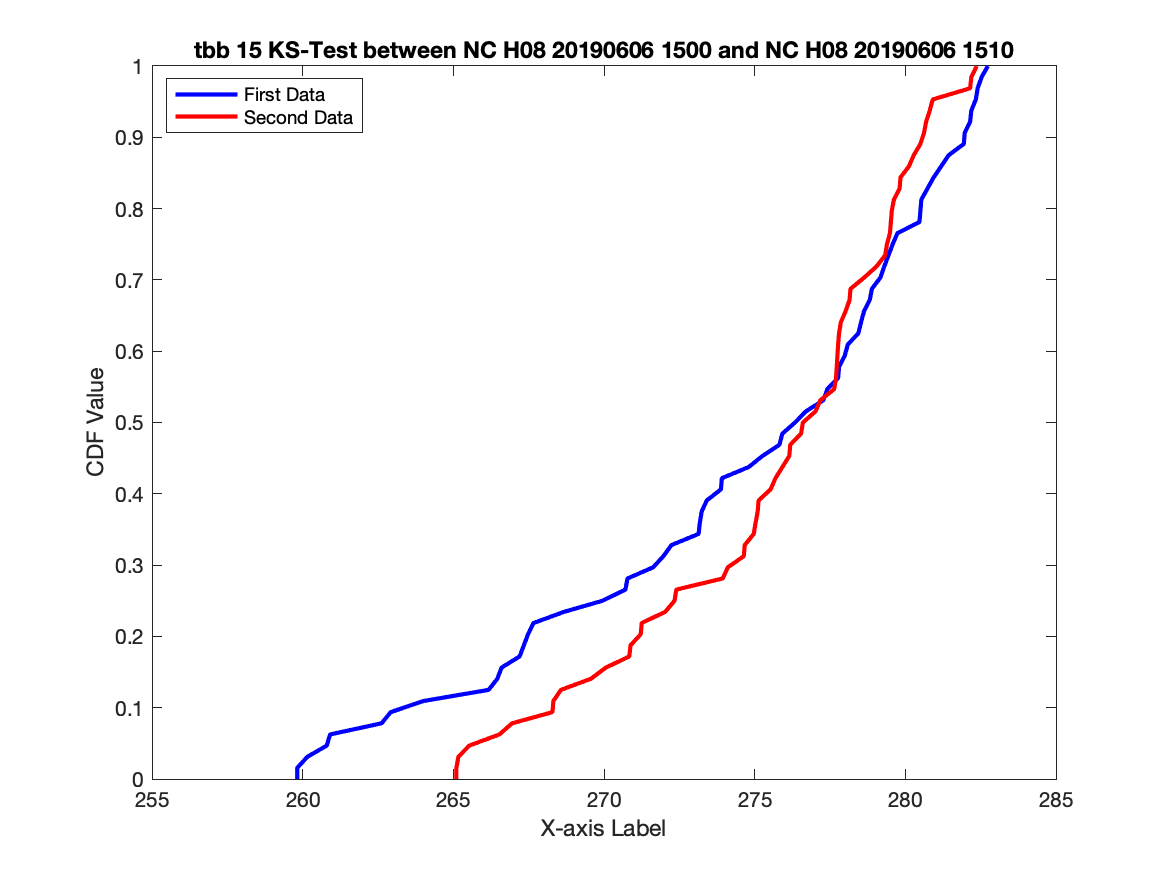 tbb 15 KS-Test between NC H08 20190606 1500 and NC H08 20190606 1510
First Data
Second Data
1
0.9
0.8
0.7
0.6
0.5
0.4
0.3
0.2
0.1
0
CDF Value
255 260 265 270 275 280 285
X-axis Label